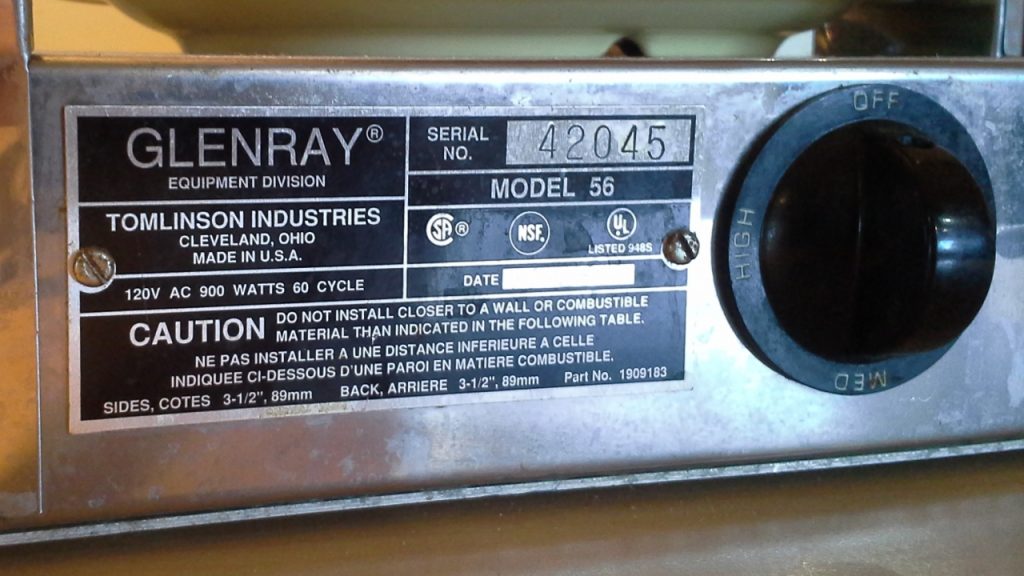 GLENRAY®
EQUIPMENT DIVISION
SERIAL NO. 42045
MODEL 56
TOMLINSON INDUSTRIES
CLEVELAND, OHIO
MADE IN U.S.A.
SA® NSF® UL
LISTED 948S
120V AC 900 WATTS 60 CYCLE
DATE
CAUTION DO NOT INSTALL CLOSER TO A WALL OR COMBUSTIBLE
MATERIAL THAN INDICATED IN THE FOLLOWING TABLE.
NE PAS INSTALLER A UNE DISTANCE INFERIEURE A CELLE
INDIQUEE CI-DESSOUS D'UNE PAROI EN MATIERE COMBUSTIBLE.
SIDES, COTES 3-1/2", 89mm BACK, ARRIERE 3-1/2", 89mm Part No. 1909183
OFF
HIGH
MED